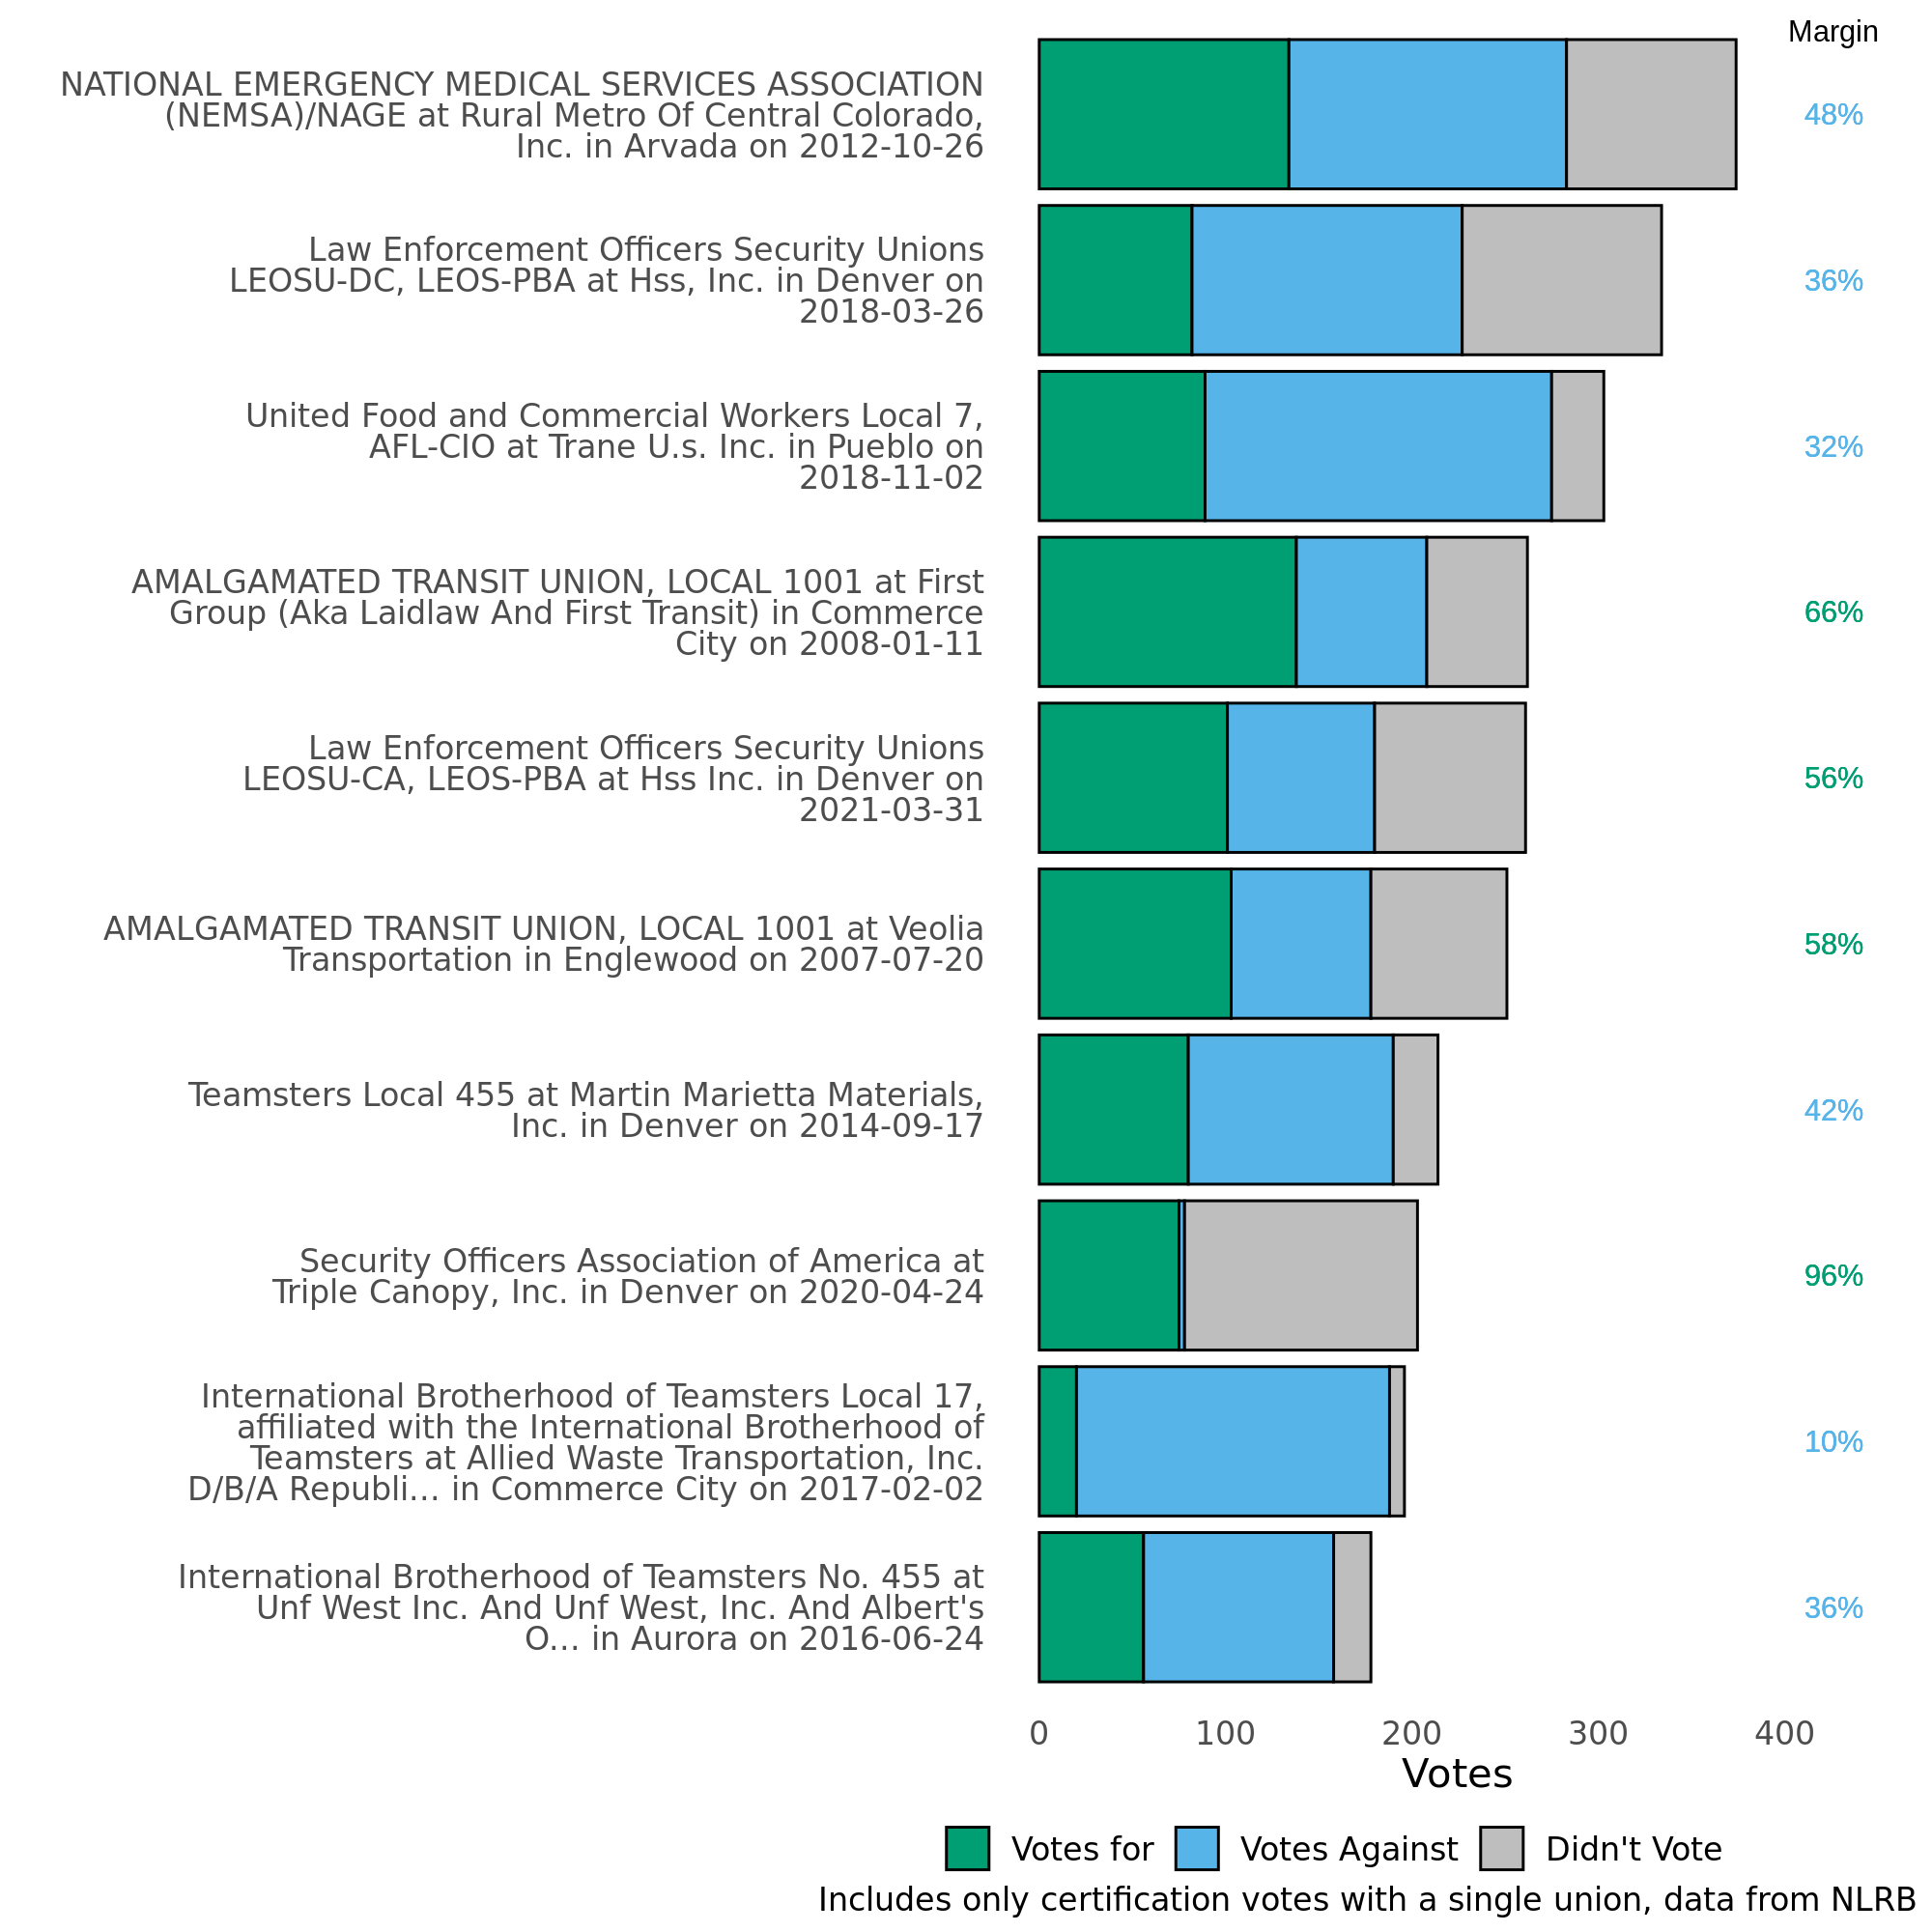 Margin
NATIONAL EMERGENCY MEDICAL SERVICES ASSOCIATION
(NEMSA)/NAGE at Rural Metro Of Central Colorado,
Inc. in Arvada on 2012-10-26
48%
Law Enforcement Officers Security Unions
LEOSU-DC, LEOS-PBA at Hss, Inc. in Denver on
2018-03-26
36%
United Food and Commercial Workers Local 7,
AFL-CIO at Trane U.s. Inc. in Pueblo on
2018-11-02
32%
AMALGAMATED TRANSIT UNION, LOCAL 1001 at First
Group (Aka Laidlaw And First Transit) in Commerce
City on 2008-01-11
66%
Law Enforcement Officers Security Unions
LEOSU-CA, LEOS-PBA at Hss Inc. in Denver on
2021-03-31
56%
AMALGAMATED TRANSIT UNION, LOCAL 1001 at Veolia
Transportation in Englewood on 2007-07-20
58%
Teamsters Local 455 at Martin Marietta Materials,
Inc. in Denver on 2014-09-17
42%
Security Officers Association of America at
Triple Canopy, Inc. in Denver on 2020-04-24
96%
International Brotherhood of Teamsters Local 17,
affiliated with the International Brotherhood of
Teamsters at Allied Waste Transportation, Inc.
D/B/A Republi... in Commerce City on 2017-02-02
10%
International Brotherhood of Teamsters No. 455 at
Unf West Inc. And Unf West, Inc. And Albert's
O... in Aurora on 2016-06-24
36%
0 100 200 300 400
Votes
Votes for Votes Against Didn't Vote
Includes only certification votes with a single union, data from NLRB